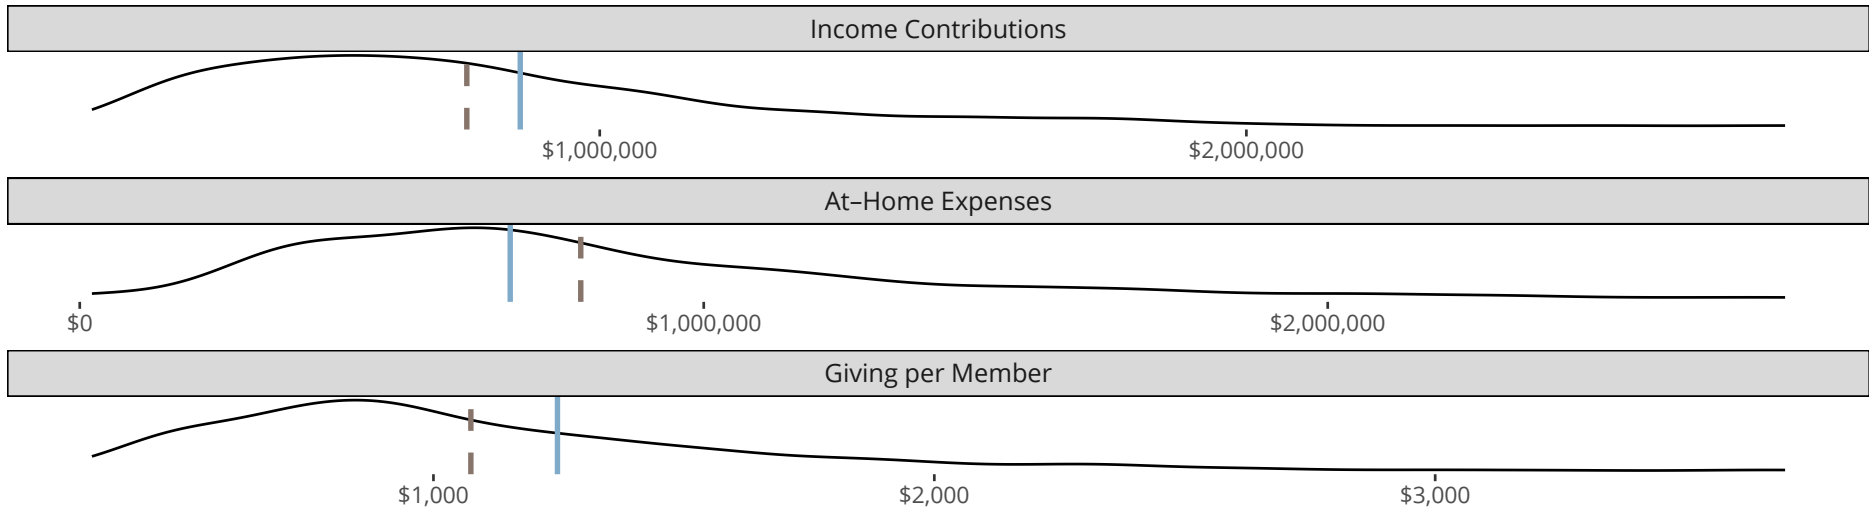 Income Contributions
$1,000,000 $2,000,000
At–Home Expenses
$0 $1,000,000 $2,000,000
Giving per Member
$1,000 $2,000 $3,000